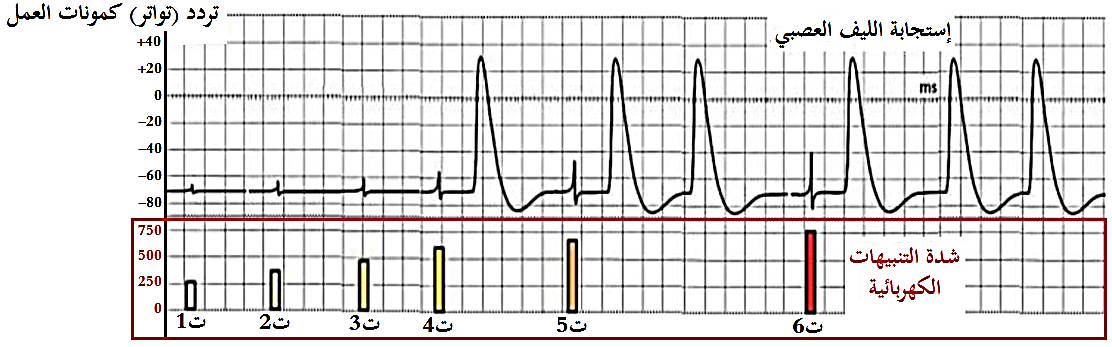 تردد (تواتر) كمونات العمل
إستجابة الليف العصبي
+40
+20
0
ms
−20
−40
−60
−80
750
500
250
0
شدة التنبيهات
الكهربائية
ت1
ت2
ت3
ت4
ت5
ت6